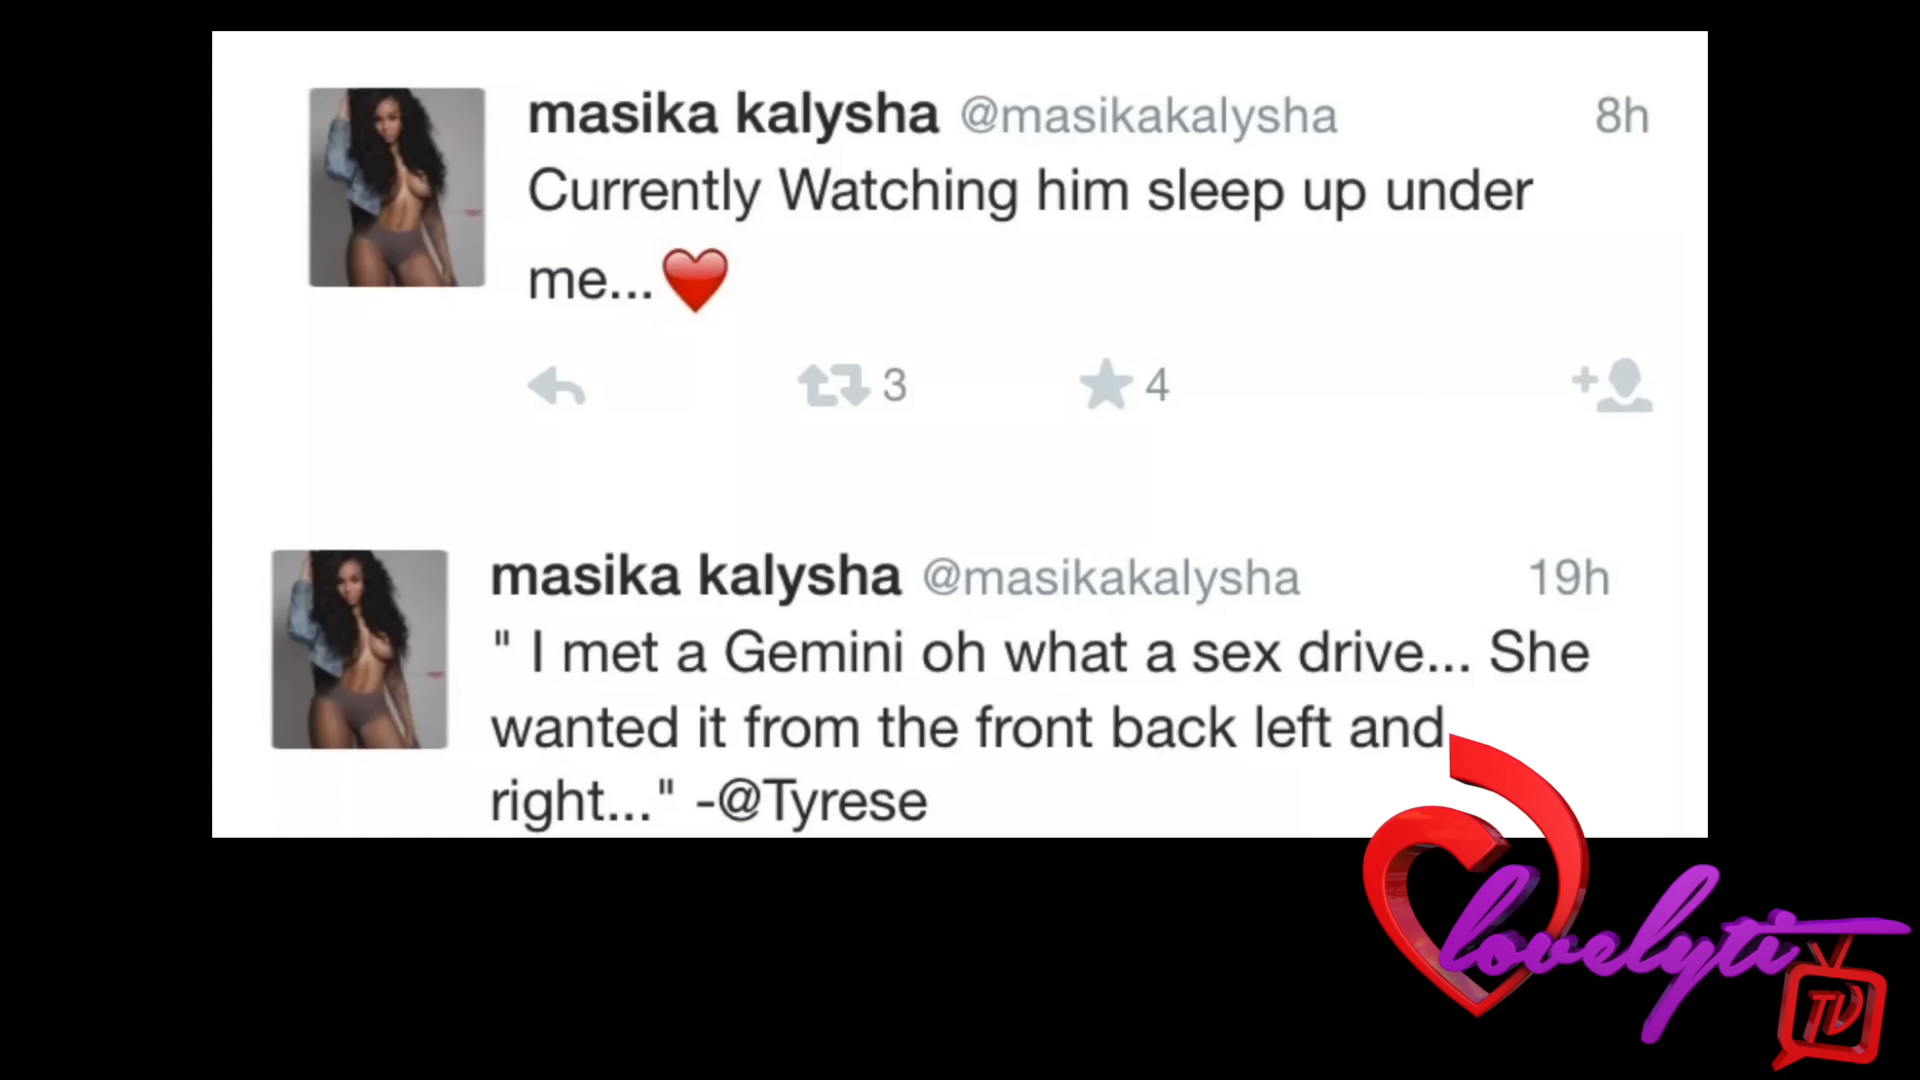 masika kalysha @masikakalysha 8h
Currently Watching him sleep up under
me...❤️
3 4
masika kalysha @masikakalysha 19h
" I met a Gemini oh what a sex drive... She
wanted it from the front back left and
right..." -@Tyrese
lovelyti
TV